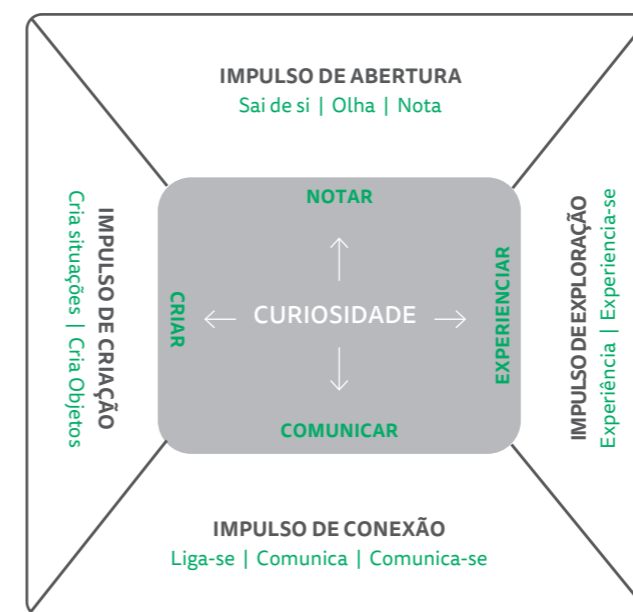 IMPULSO DE ABERTURA
Sai de si | Olha | Nota
NOTAR
IMPULSO DE CRIAÇÃO
Cria situações | Cria Objetos
CRIAR
CURIOSIDADE
EXPERIENCIAR
IMPULSO DE EXPLORAÇÃO
Experiência | Experiencia-se
COMUNICAR
IMPULSO DE CONEXÃO
Liga-se | Comunica | Comunica-se